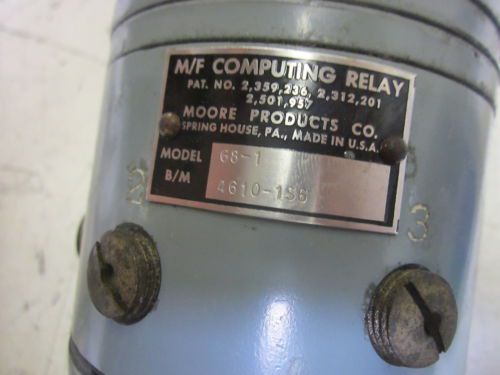 M/F COMPUTING RELAY
PAT. NO. 2,359,236, 2,312,201
2,501,957
MOORE PRODUCTS CO.
SPRING HOUSE, PA., MADE IN U.S.A.
MODEL 68-1
B/M 4610-1S6
2
3